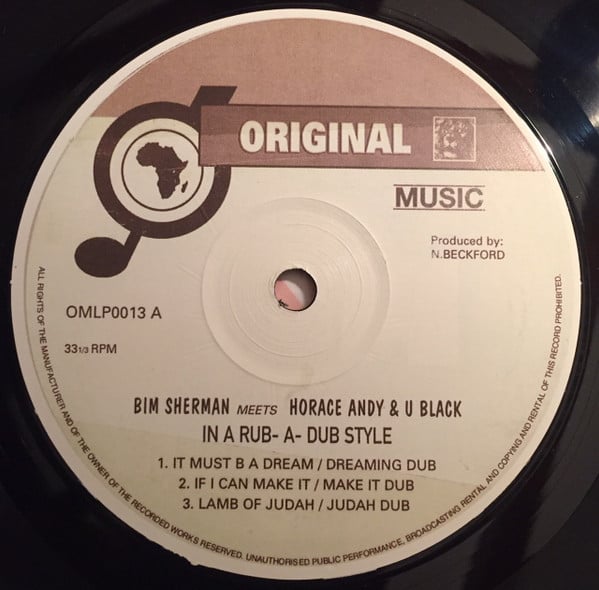 ORIGINAL
MUSIC
Produced by:
N.BECKFORD
OMLP0013 A
33 1/3 RPM
BIM SHERMAN MEETS HORACE ANDY & U BLACK
IN A RUB- A- DUB STYLE
1. IT MUST B A DREAM / DREAMING DUB
2. IF I CAN MAKE IT / MAKE IT DUB
3. LAMB OF JUDAH / JUDAH DUB
ALL RIGHTS OF THE MANUFACTURER AND OF THE OWNER OF THE RECORDED WORKS RESERVED. UNAUTHORISED PUBLIC PERFORMANCE, BROADCASTING RENTAL AND COPYING AND RENTAL OF THIS RECORD PROHIBITED.